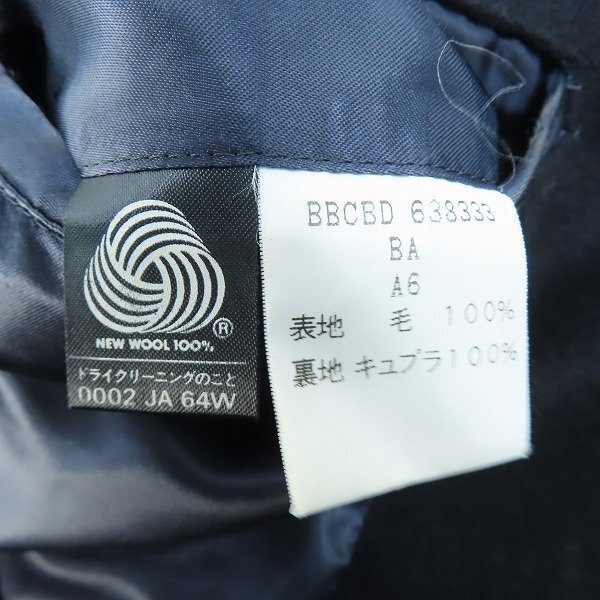 ®
NEW WOOL 100%
ドライクリーニングのこと
0002 JA 64W
BBCBD 638333
BA
A6
表地 毛 100%
裏地 キュプラ100%